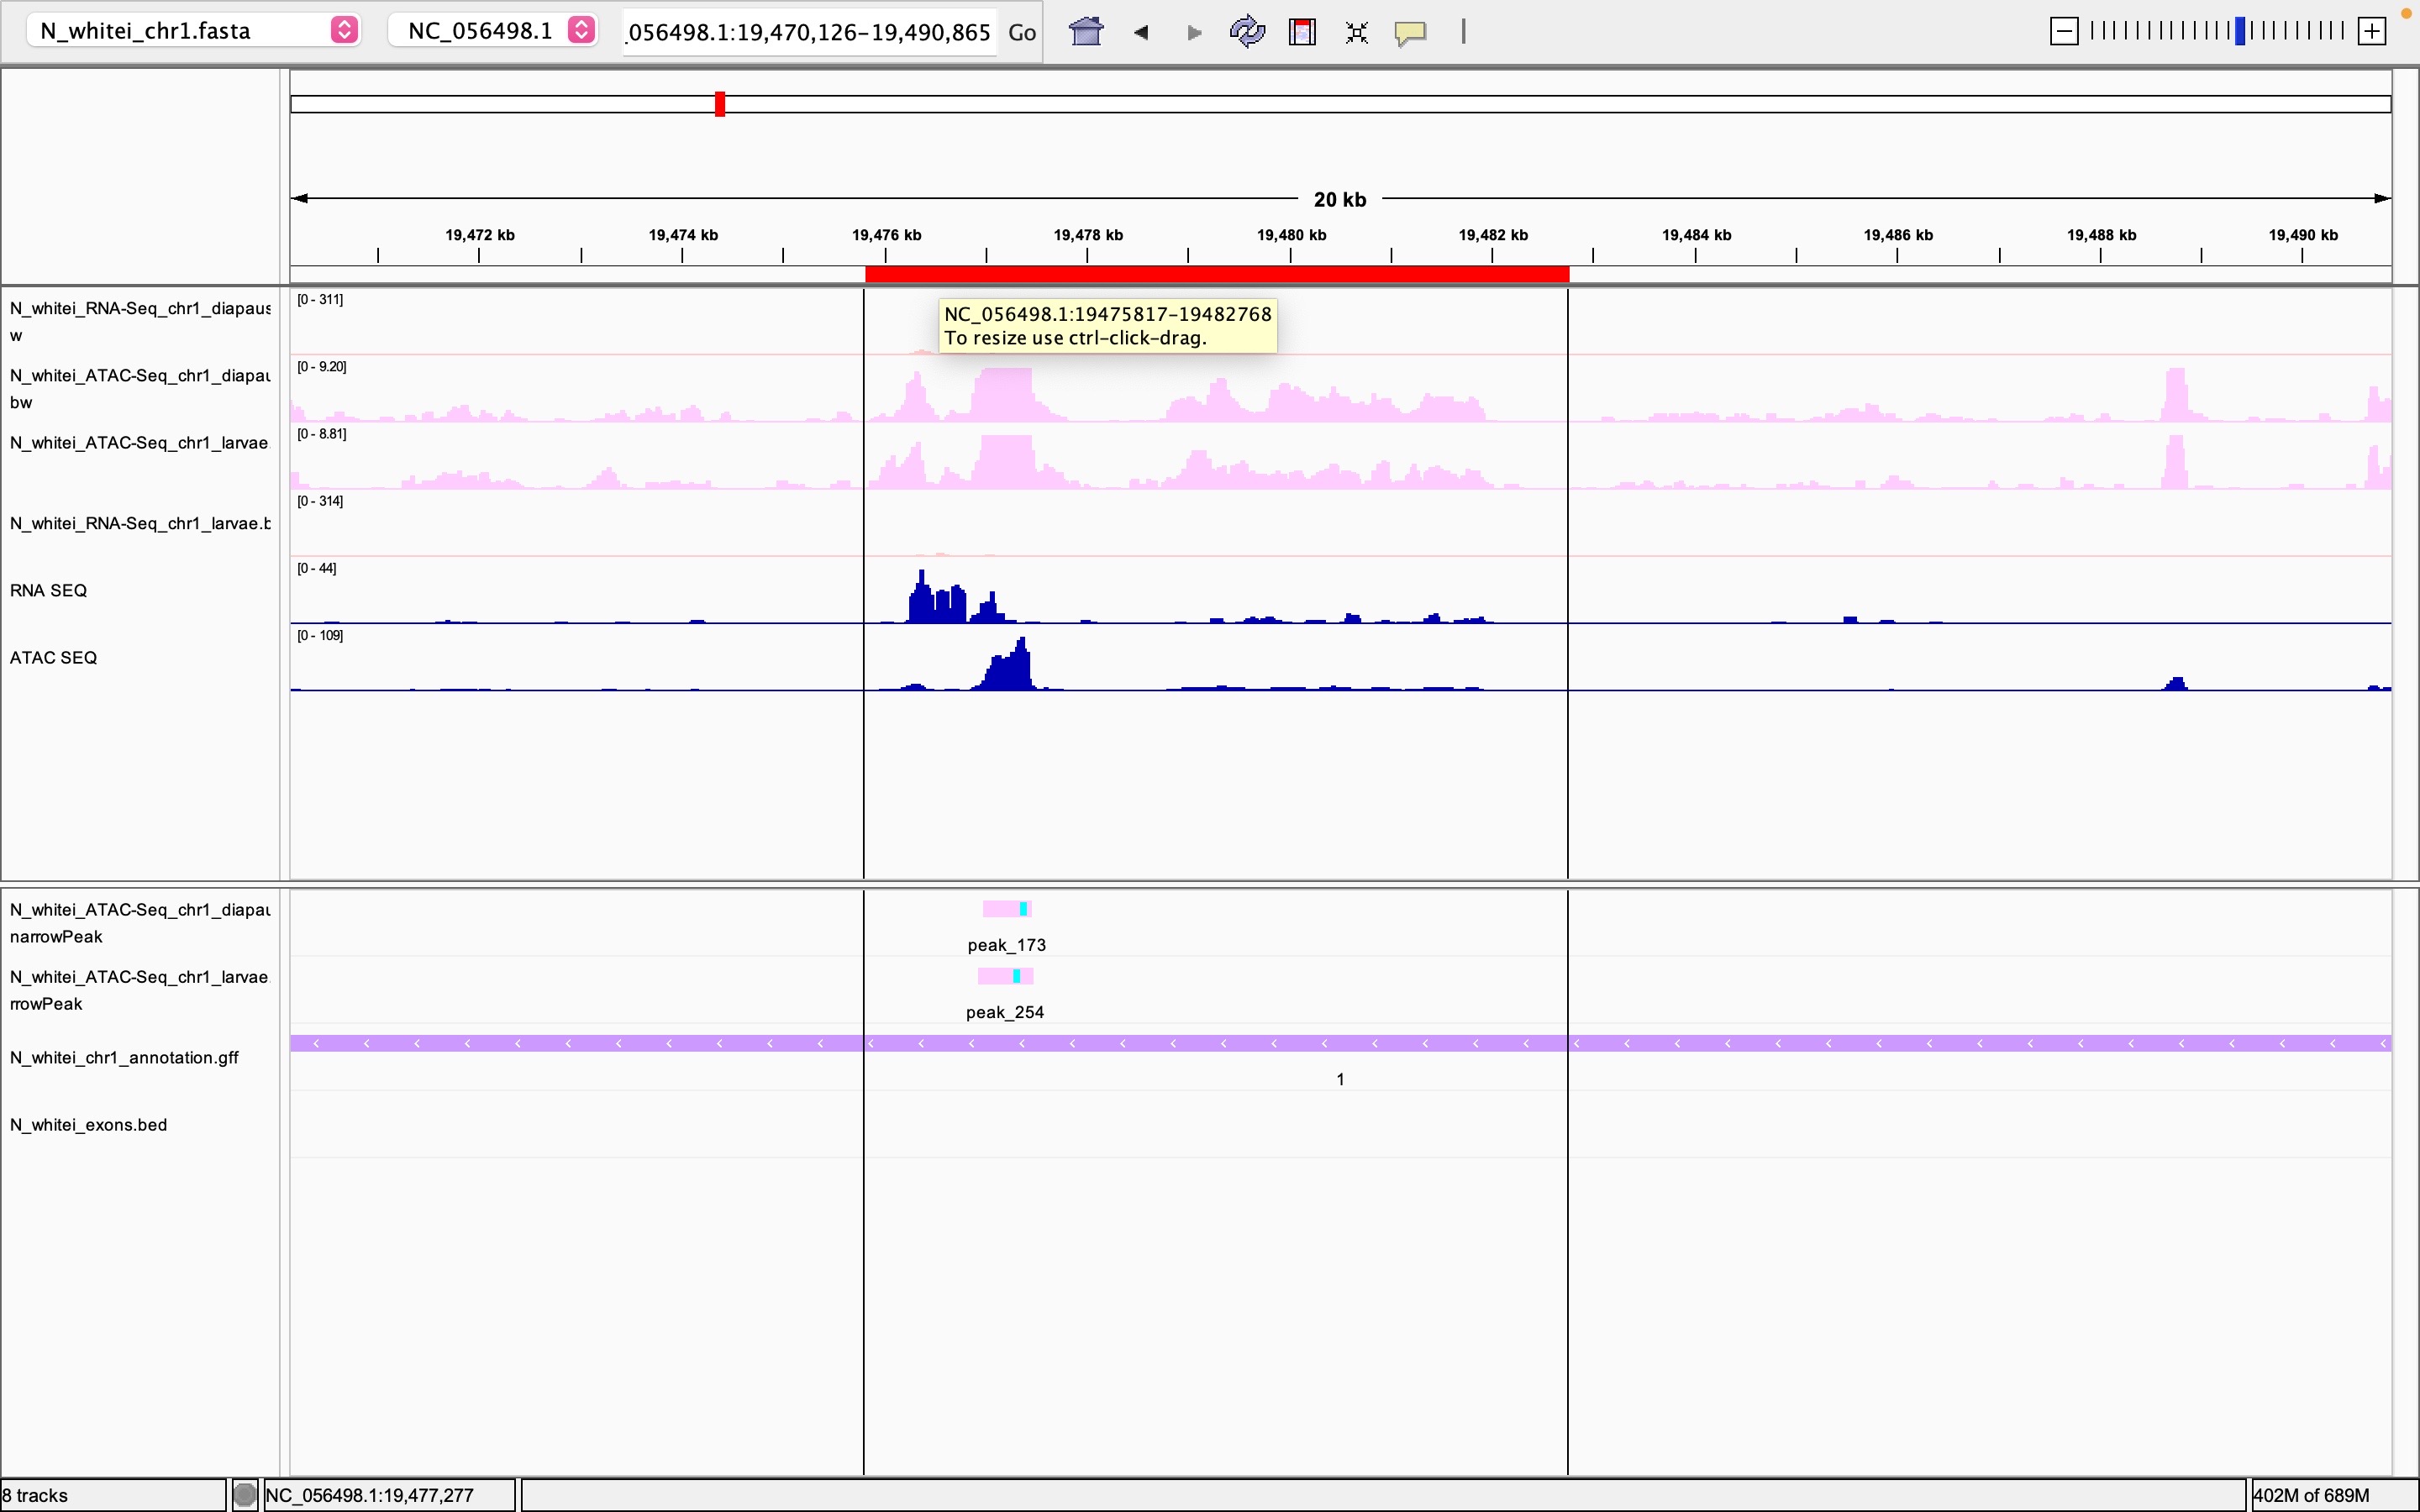 N_whitei_chr1.fasta
NC_056498.1
.056498.1:19,470,126-19,490,865
Go
20 kb
19,472 kb
19,474 kb
19,476 kb
19,478 kb
19,480 kb
19,482 kb
19,484 kb
19,486 kb
19,488 kb
19,490 kb
N_whitei_RNA-Seq_chr1_diapaus
w
[0 - 311]
NC_056498.1:19475817-19482768
To resize use ctrl-click-drag.
N_whitei_ATAC-Seq_chr1_diapau
bw
[0 - 9.20]
N_whitei_ATAC-Seq_chr1_larvae.
[0 - 8.81]
N_whitei_RNA-Seq_chr1_larvae.b
[0 - 314]
RNA SEQ
[0 - 44]
ATAC SEQ
[0 - 109]
N_whitei_ATAC-Seq_chr1_diapau
narrowPeak
peak_173
N_whitei_ATAC-Seq_chr1_larvae.
rrowPeak
peak_254
N_whitei_chr1_annotation.gff
1
N_whitei_exons.bed
8 tracks
NC_056498.1:19,477,277
402M of 689M